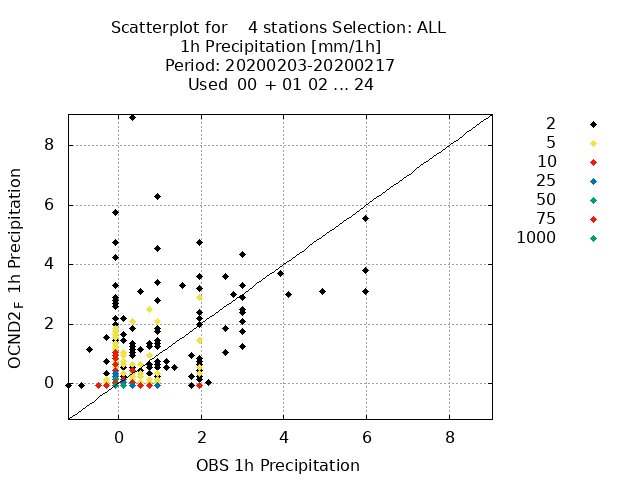 Scatterplot for 4 stations Selection: ALL
1h Precipitation [mm/1h]
Period: 20200203-20200217
Used 00 + 01 02 ... 24
2
5
10
25
50
75
1000
8
6
4
2
0
OCND2F 1h Precipitation
0 2 4 6 8
OBS 1h Precipitation